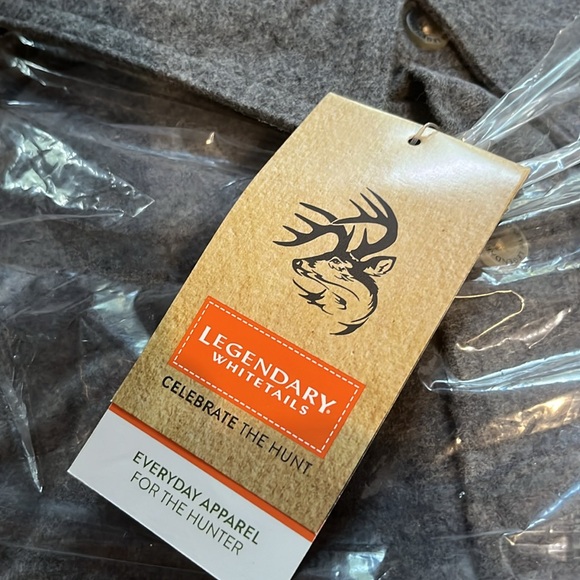 LEGENDARY®
WHITETAILS
CELEBRATE THE HUNT.
EVERYDAY APPAREL
FOR THE HUNTER